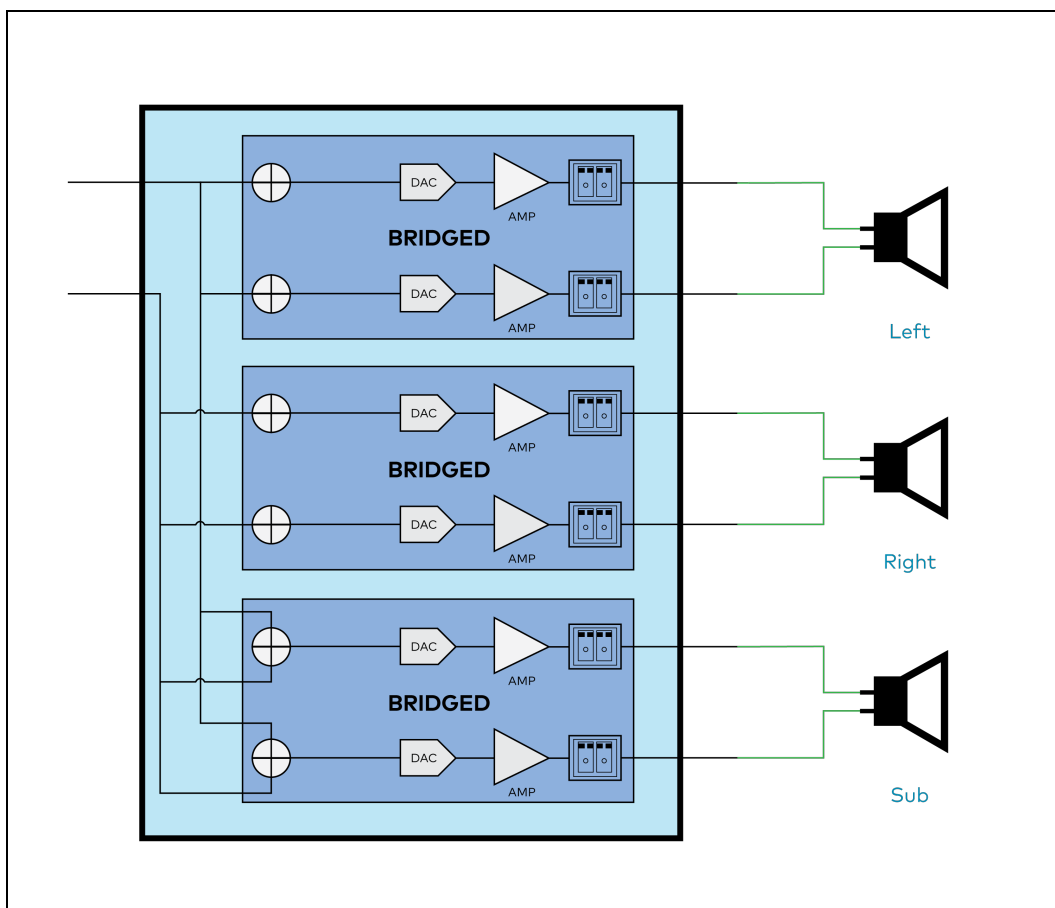 DAC
AMP
BRIDGED
DAC
AMP
Left
DAC
AMP
BRIDGED
DAC
AMP
Right
DAC
AMP
BRIDGED
DAC
AMP
Sub